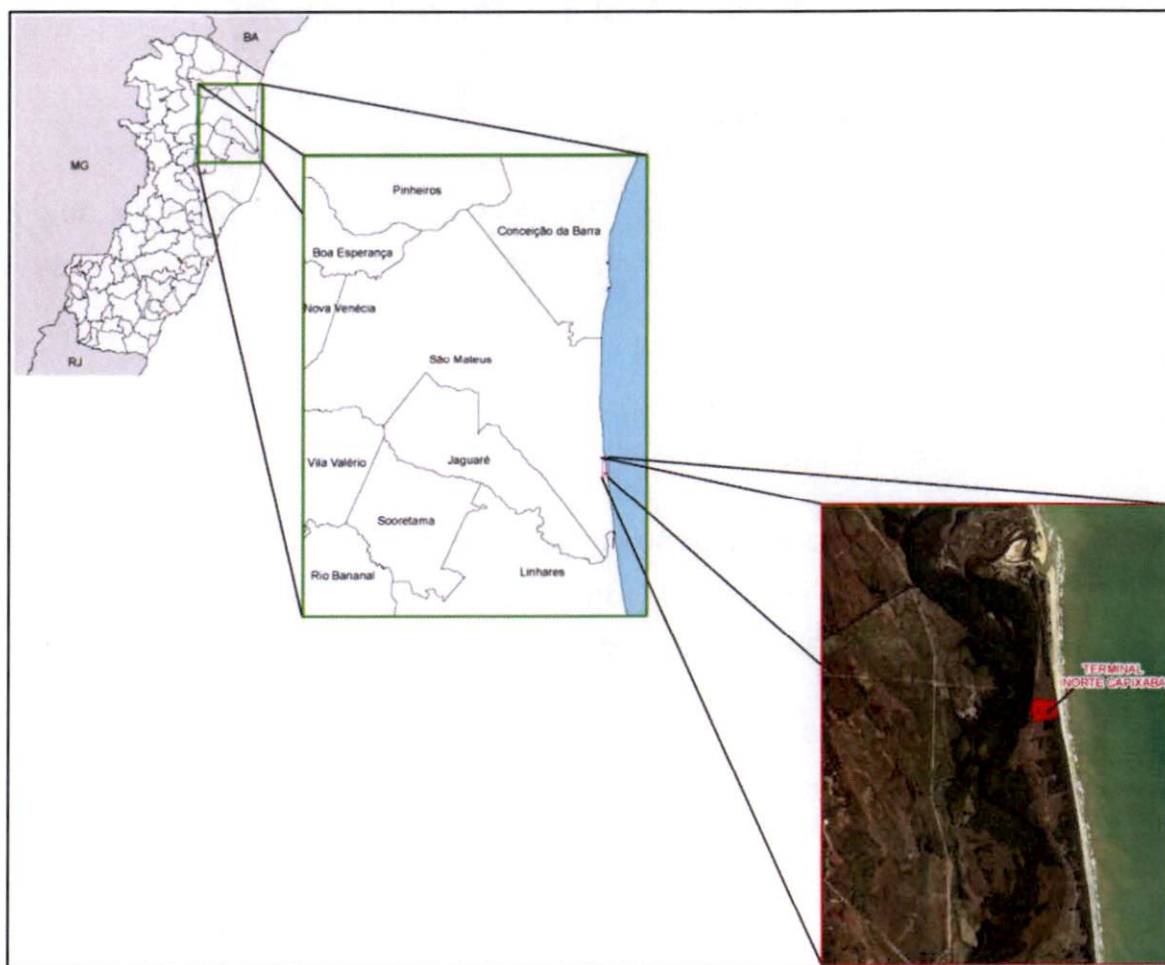 BA
MG
RJ
Pinheiros
Conceição da Barra
Boa Esperança
Nova Venécia
São Mateus
Vila Valério
Jaguaré
Sooretama
Rio Bananal
Linhares
TERMINAL
NORTE CAPIXABA